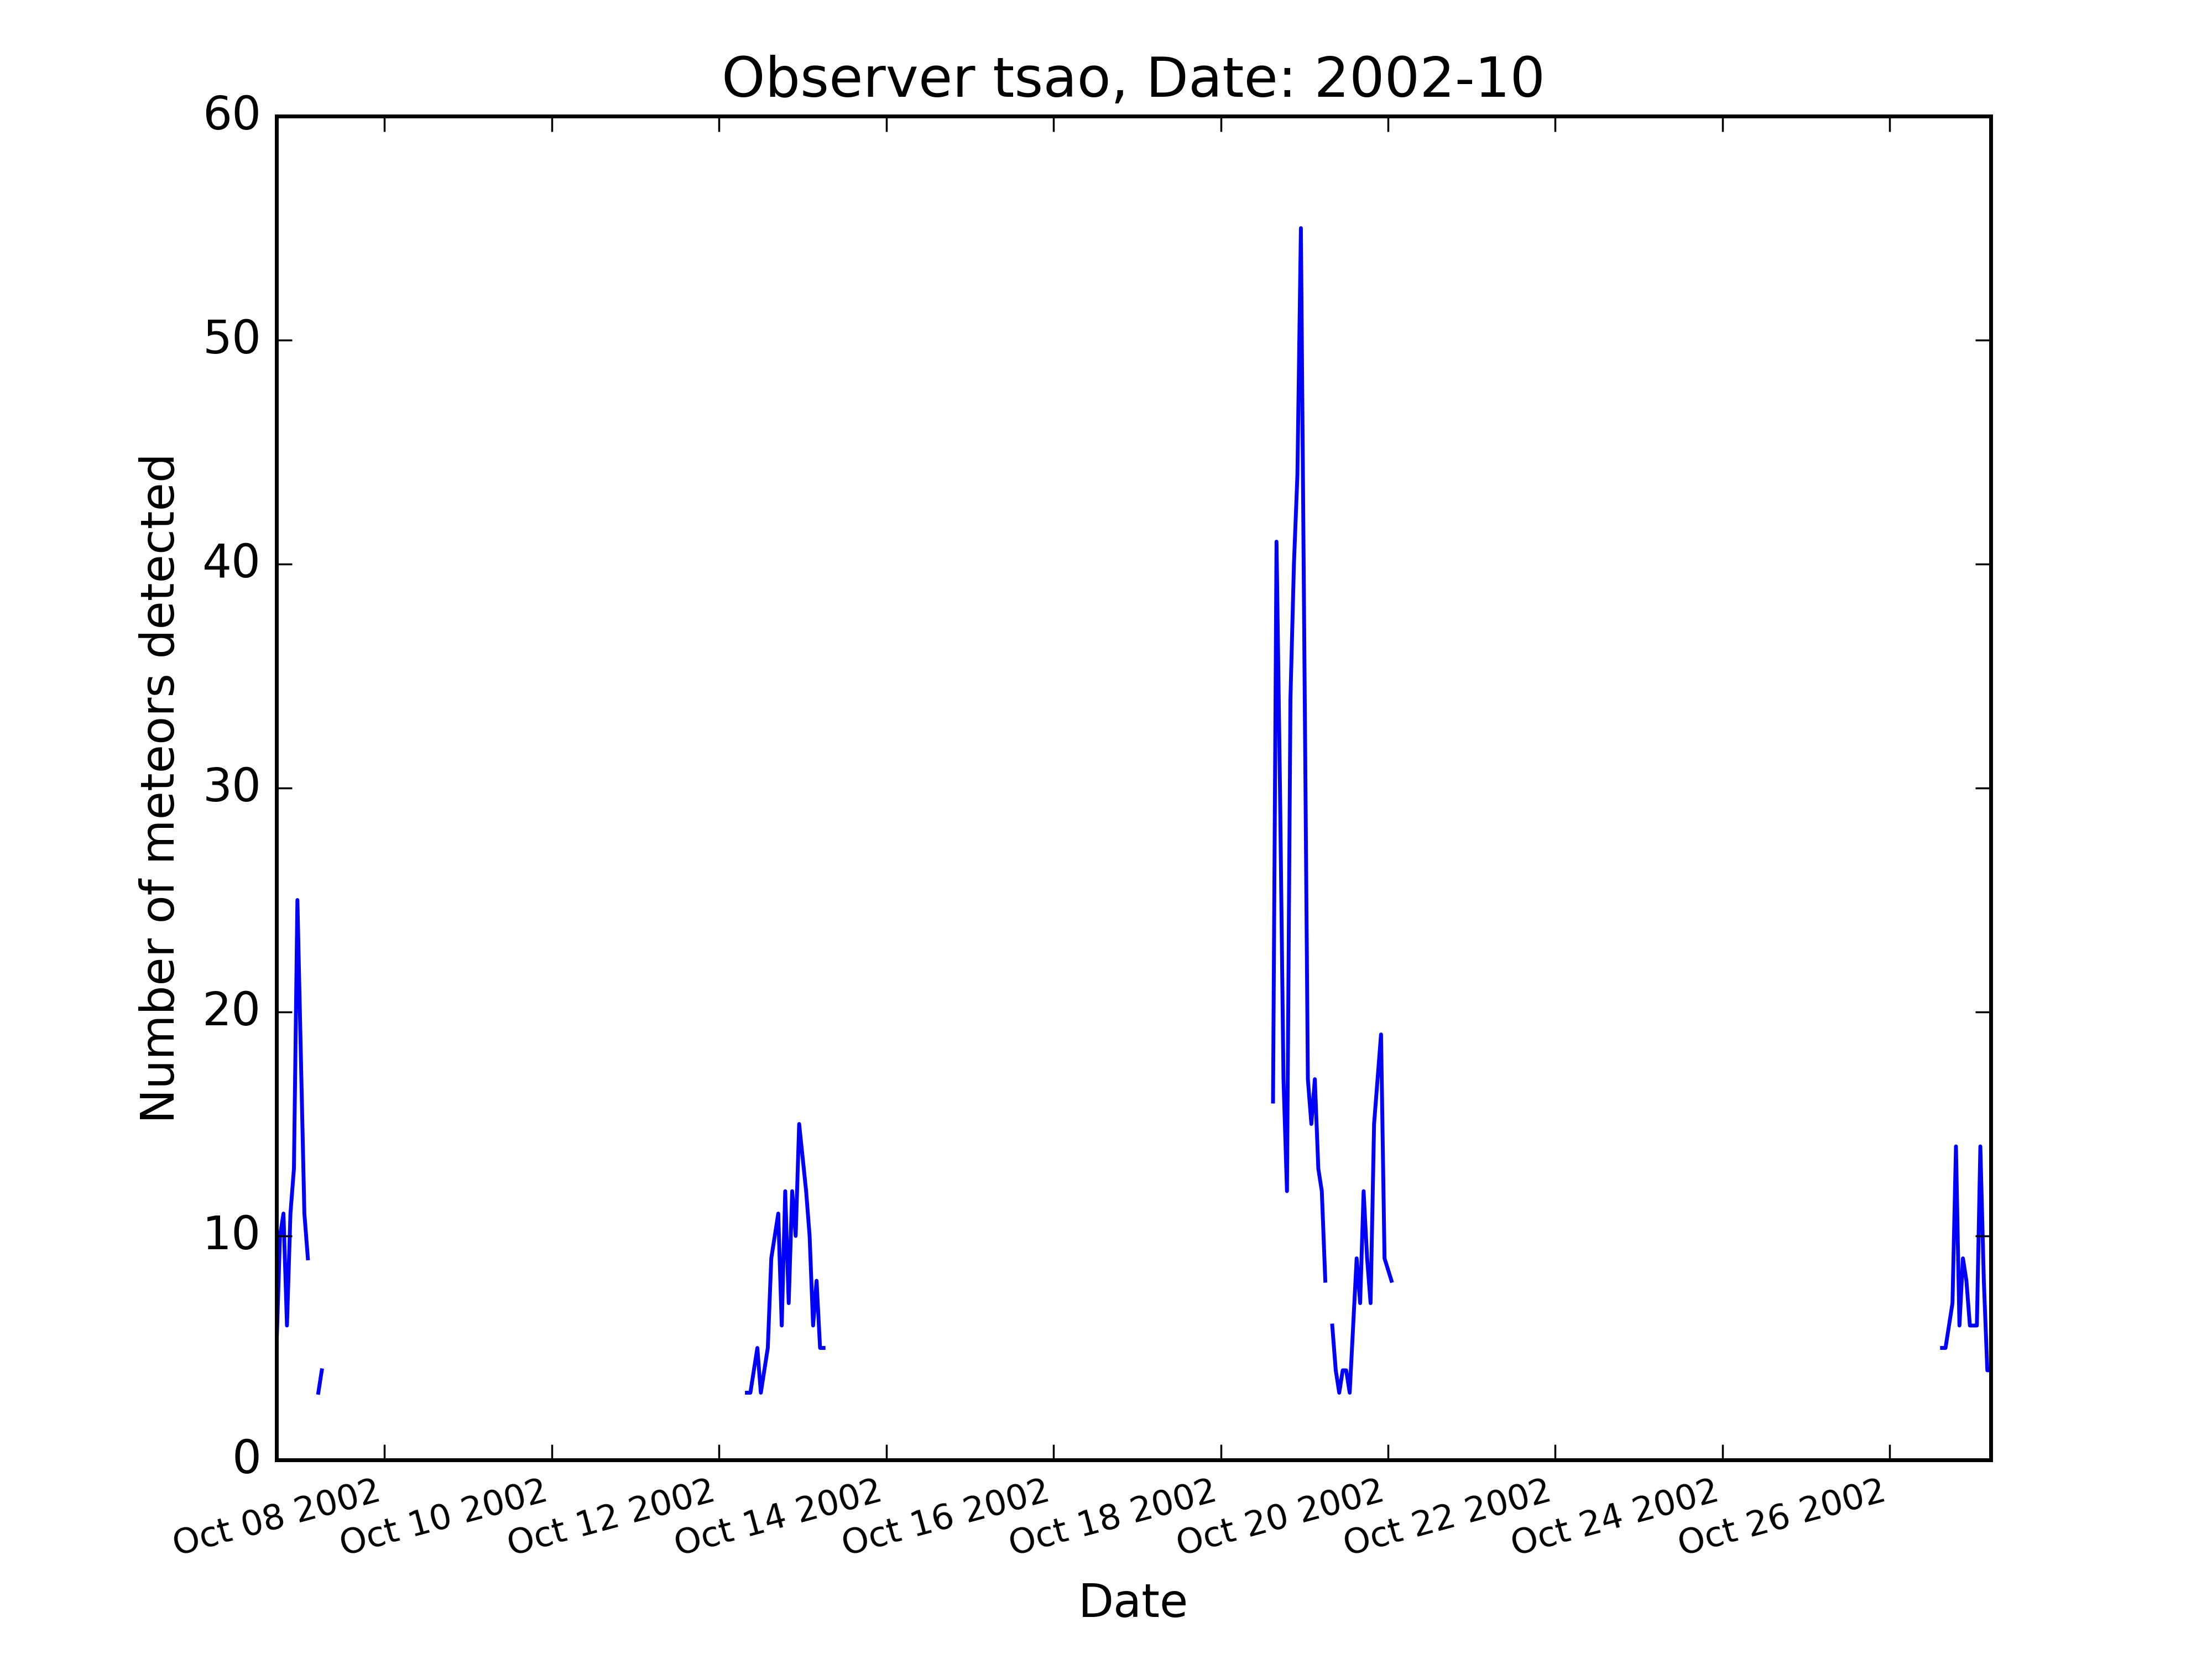 Observer tsao, Date: 2002-10
60
50
40
30
20
10
0
Number of meteors detected
Oct 08 2002
Oct 10 2002
Oct 12 2002
Oct 14 2002
Oct 16 2002
Oct 18 2002
Oct 20 2002
Oct 22 2002
Oct 24 2002
Oct 26 2002
Date